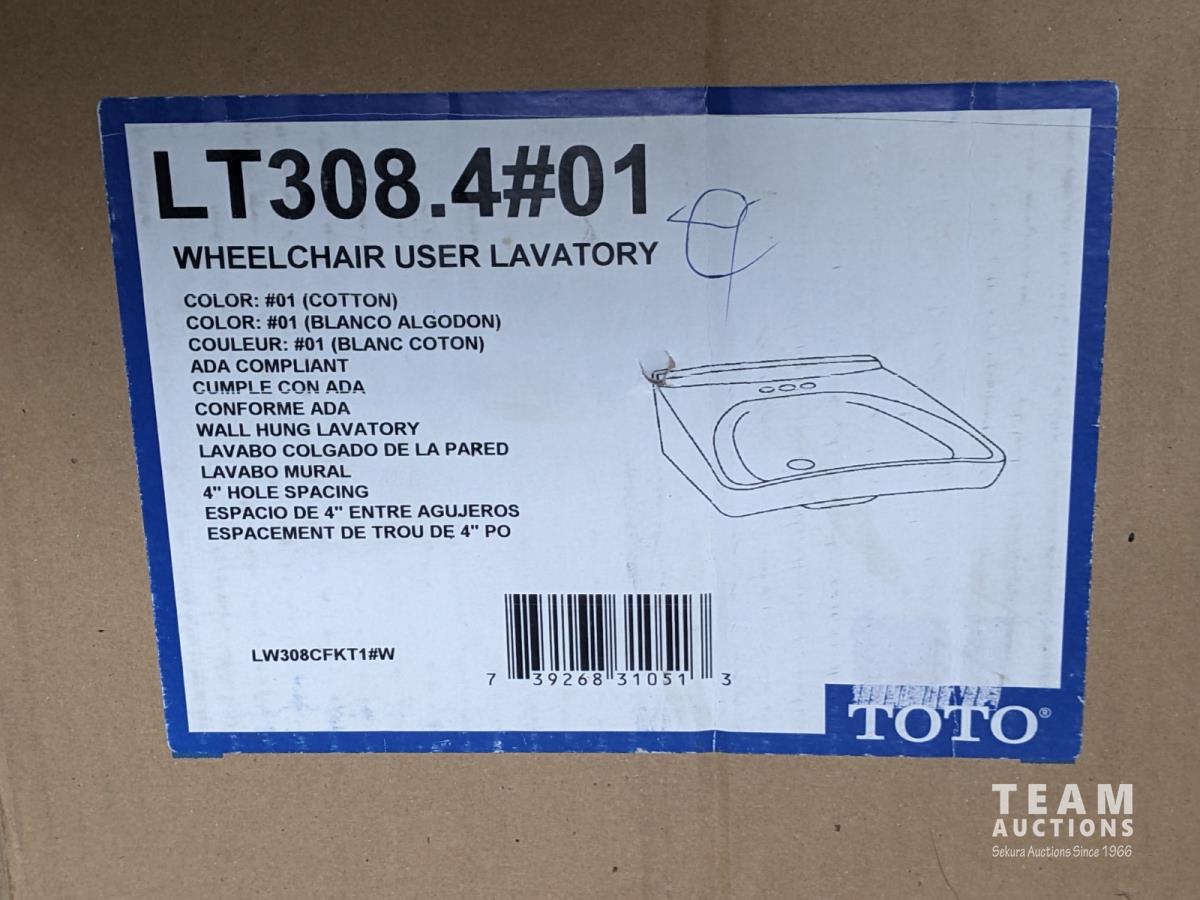 LT308.4#01
WHEELCHAIR USER LAVATORY
COLOR: #01 (COTTON)
COLOR: #01 (BLANCO ALGODON)
COULEUR: #01 (BLANC COTON)
ADA COMPLIANT
CUMPLE CON ADA
CONFORME ADA
WALL HUNG LAVATORY
LAVABO COLGADO DE LA PARED
LAVABO MURAL
4" HOLE SPACING
ESPACIO DE 4" ENTRE AGUJEROS
ESPACEMENT DE TROU DE 4" PO
LW308CFKT1#W
7 39268 31051 3
TOTO®
TEAM
AUCTIONS
Sekura Auctions Since 1966